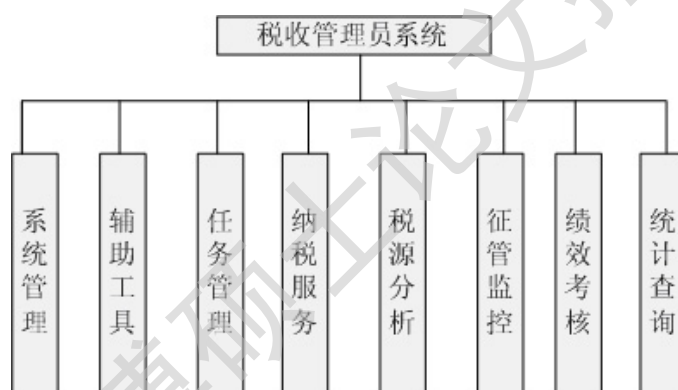 税收管理员系统
系统管理
辅助工具
任务管理
纳税服务
税源分析
征管监控
绩效考核
统计查询